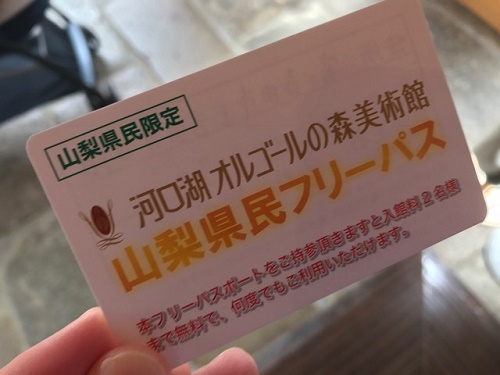 山梨県民限定
河口湖オルゴールの森美術館
山梨県民フリーパス
本フリーパスポートをご持参頂きますと入館料2名様
まで無料で、何度でもご利用いただけます。